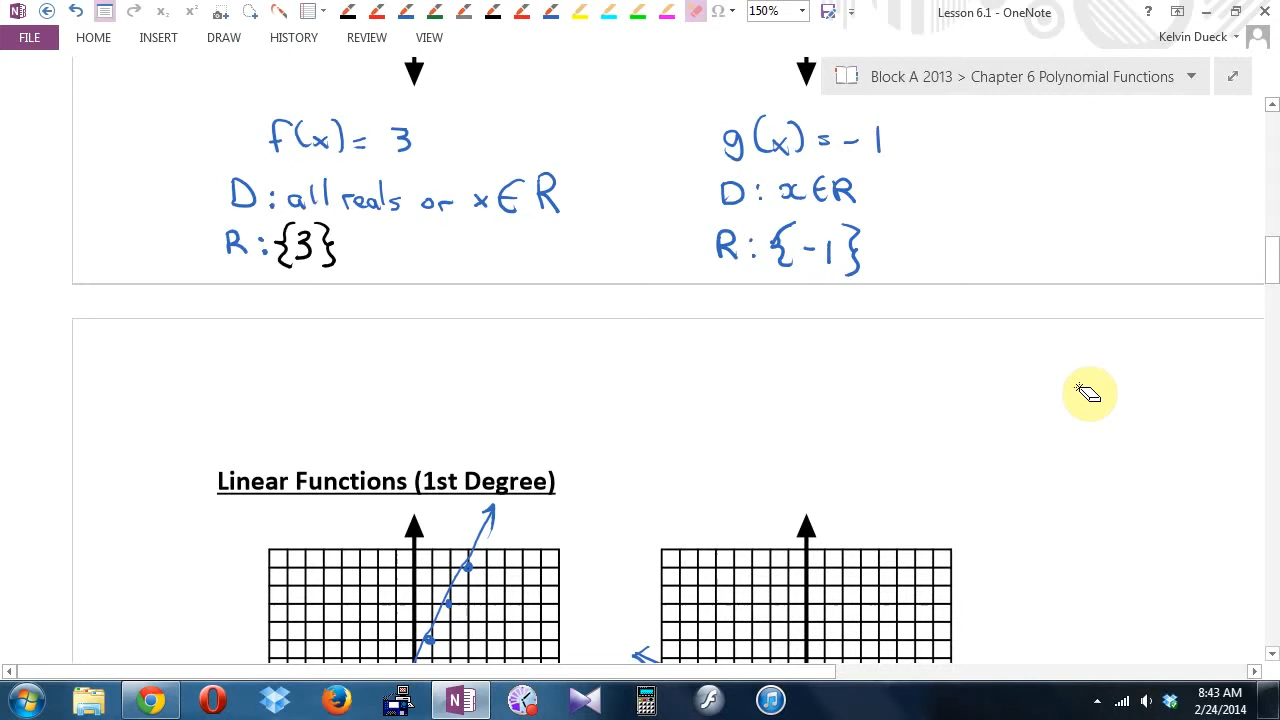 150%
Lesson 6.1 - OneNote
FILE
HOME
INSERT
DRAW
HISTORY
REVIEW
VIEW
Kelvin Dueck
Block A 2013 > Chapter 6 Polynomial Functions
f(x) = 3
D: all reals or x ∈ R
R: {3}
g(x) = -1
D: x ∈ R
R: {-1}
Linear Functions (1st Degree)
8:43 AM
2/24/2014